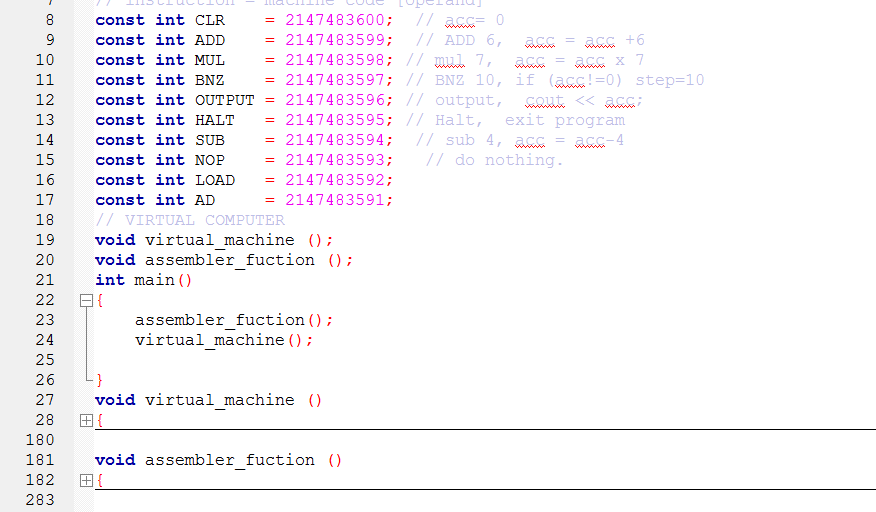 7 // instruction = machine code [operand]
8 const int CLR = 2147483600; // acc= 0
9 const int ADD = 2147483599; // ADD 6, acc = acc +6
10 const int MUL = 2147483598; // mul 7, acc = acc x 7
11 const int BNZ = 2147483597; // BNZ 10, if (acc!=0) step=10
12 const int OUTPUT = 2147483596; // output, cout << acc;
13 const int HALT = 2147483595; // Halt, exit program
14 const int SUB = 2147483594; // sub 4, acc = acc-4
15 const int NOP = 2147483593; // do nothing.
16 const int LOAD = 2147483592;
17 const int AD = 2147483591;
18 // VIRTUAL COMPUTER
19 void virtual_machine ();
20 void assembler_fuction ();
21 int main()
22 {
23 assembler_fuction();
24 virtual_machine();
25
26 }
27 void virtual_machine ()
28 {
180
181 void assembler_fuction ()
182 {
283